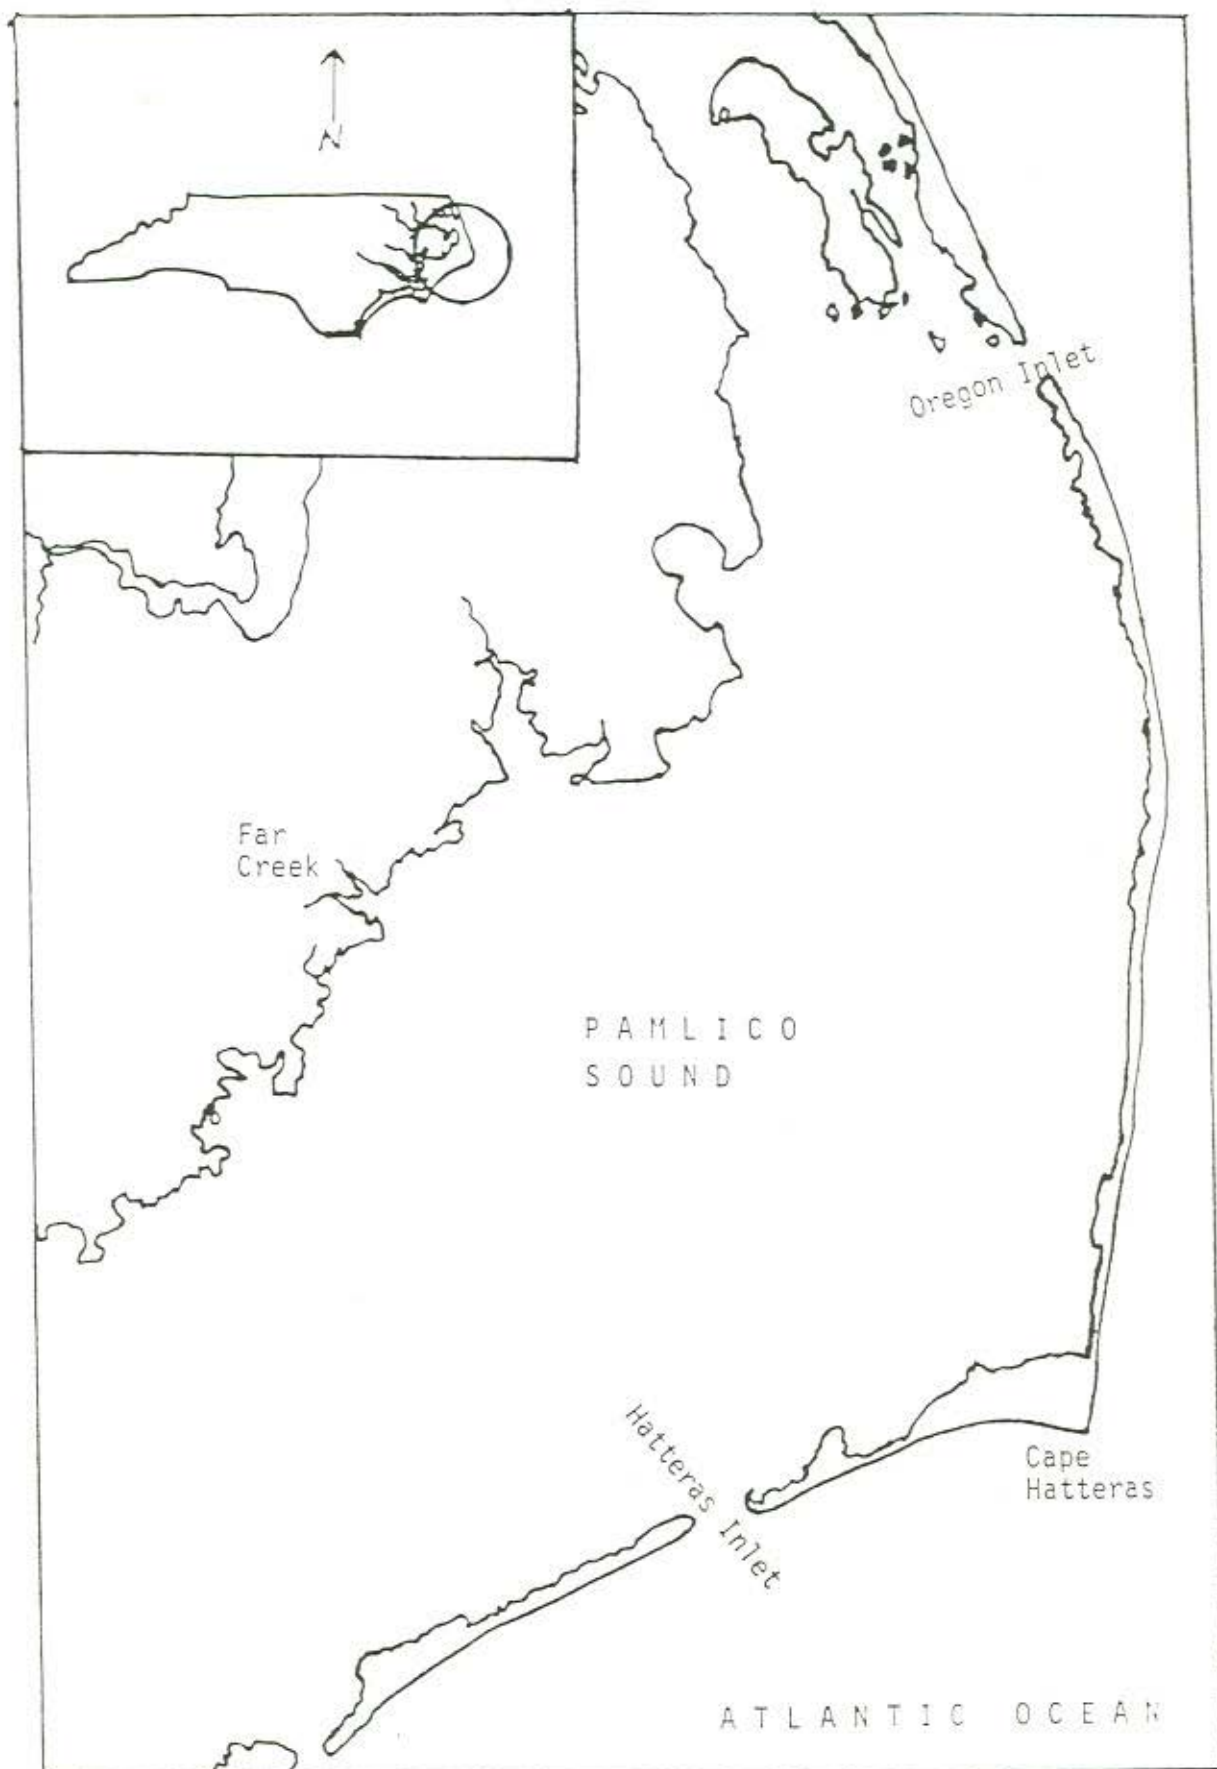 N
Oregon Inlet
Far
Creek
PAMLICO
SOUND
Hatteras Inlet
Cape
Hatteras
ATLANTIC OCEAN